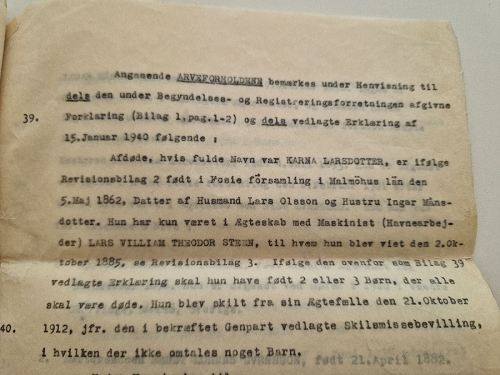 Angaaende ARVEFORHOLDENE bemærkes under Henvisning til
dels den under Begyndelses- og Registreringsforretningen afgivne
39. Forklaring (Bilag 1,pag.1-2) og dels vedlagte Erklæring af
15.Januar 1940 følgende :
Afdøde, hvis fulde Navn var KARNA LARSDOTTER, er ifølge
Revisionsbilag 2 født i Fosie församling i Malmöhus län den
5.Maj 1862, Datter af Husmand Lars Olsson og Hustru Ingar Måns-
dotter. Hun har kun været i Ægteskab med Maskinist (Havnearbej-
der) LARS VILLIAM THEODOR STEEN, til hvem hun blev viet dem 2.Ok-
tober 1885, se Revisionsbilag 3. Ifølge den ovenfor som Bilag 39
vedlagte Erklæring skal hun have født 2 eller 3 Børn, der alle
skal være døde. Hun blev skilt fra sin Ægtefælle den 21.Oktober
40. 1912, jfr. den i bekræftet Genpart vedlagte Skilsmissebevilling,
i hvilken der ikke omtales noget Barn.
født 21.April 1882.